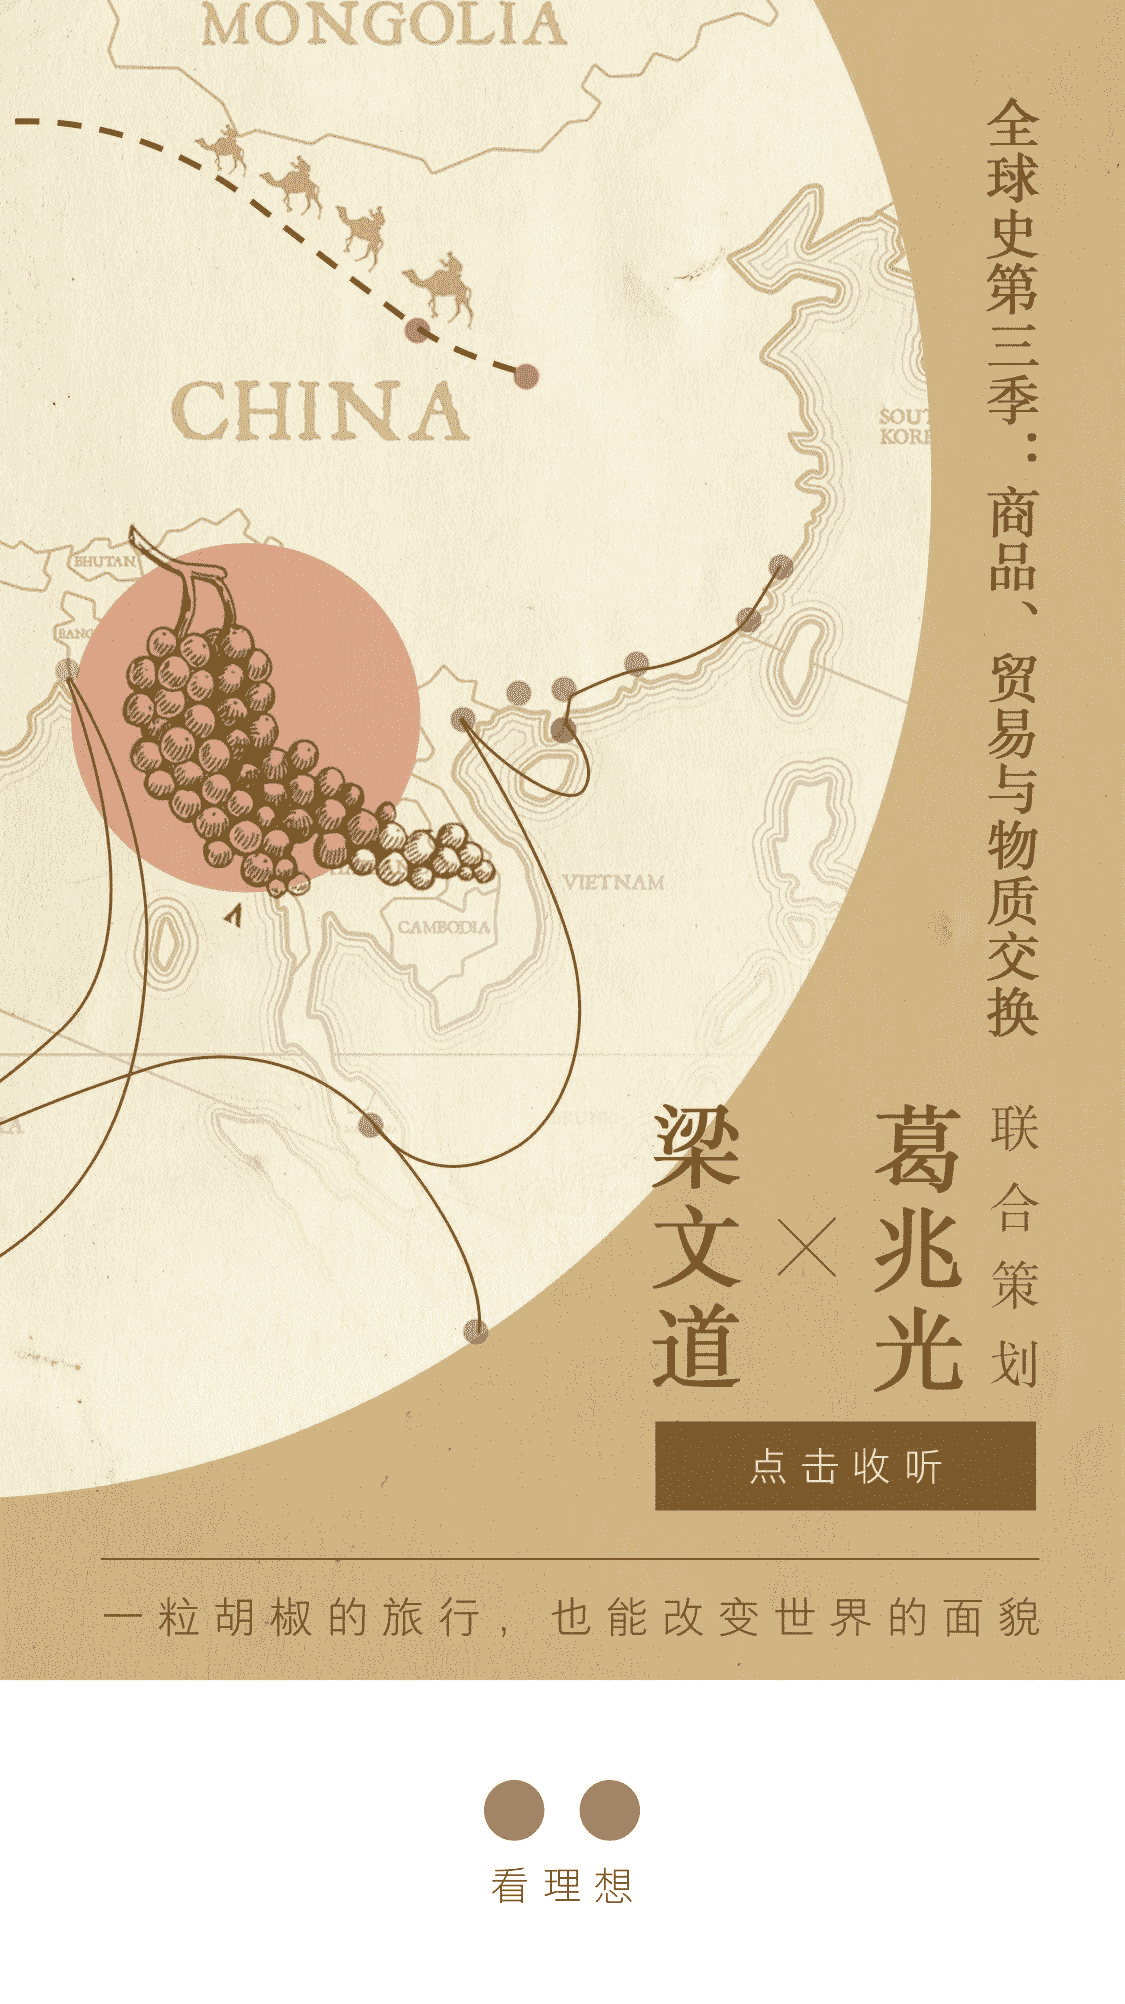 MONGOLIA
CHINA
BHUTAN
VIETNAM
CAMBODIA
全球史第三季：商品、贸易与物质交换
联合策划
葛兆光
×
梁文道
点击收听
一粒胡椒的旅行，也能改变世界的面貌
看理想